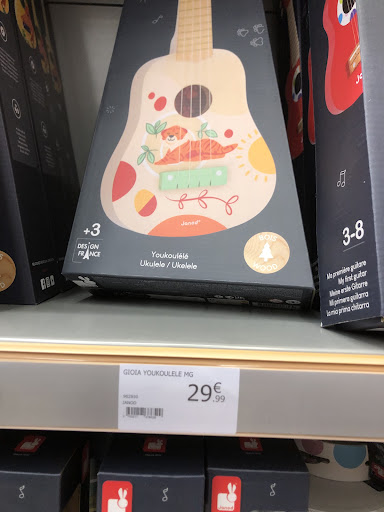 Janod
+3
DESIGN
FRANCE
Youkoulélé
Ukulele / Ukelele
3-8
Ma première guitare
My first guitar
Meine erste Gitarre
Mi primera guitarra
la mia prima chitarra
GIOIA YOUKOULELE MG
JANOD
29€
.99